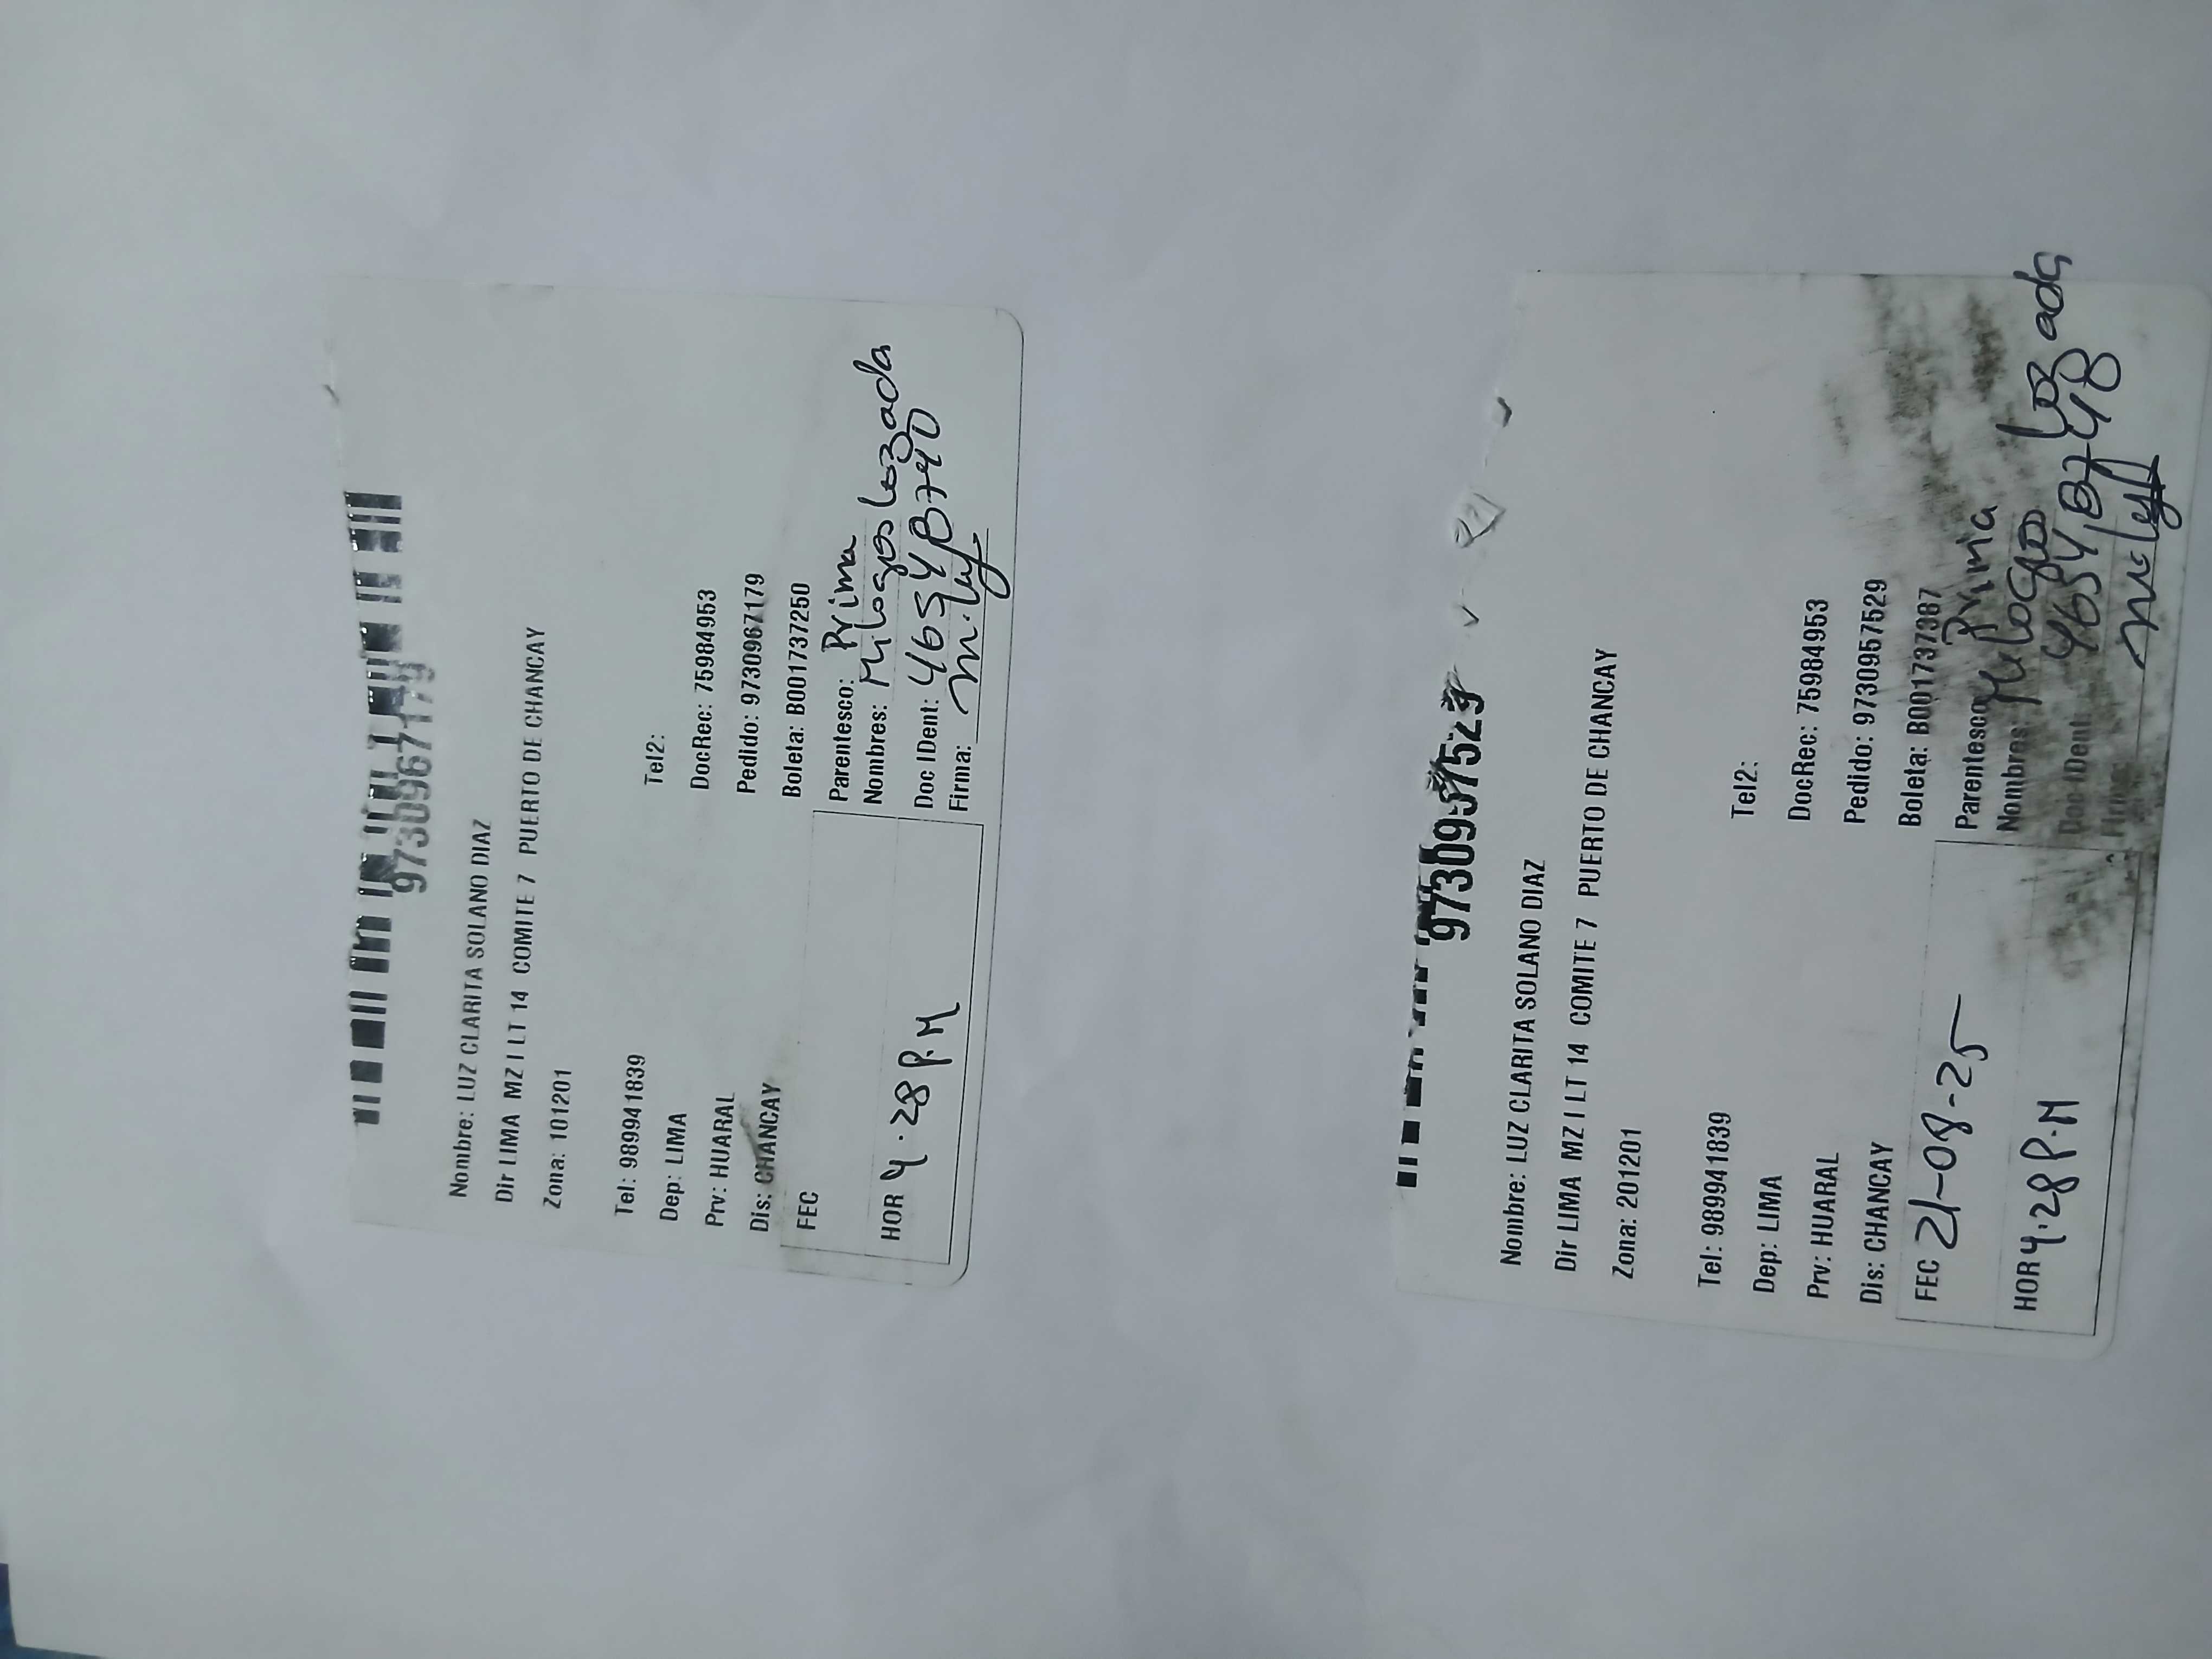 9730967179
Nombre: LUZ CLARITA SOLANO DIAZ
Dir LIMA MZ I LT 14 COMITE 7 PUERTO DE CHANCAY
Zona: 101201
Tel: 989941839 Tel2:
Dep: LIMA DocRec: 75984953
Prv: HUARAL Pedido: 9730967179
Dis: CHANCAY Boleta: B001737250
FEC Parentesco: Prima
Nombres: Milagros Lozada
HOR 4.28 P.M Doc IDent:
Firma:
9730957529
Nombre: LUZ CLARITA SOLANO DIAZ
Dir LIMA MZ I LT 14 COMITE 7 PUERTO DE CHANCAY
Zona: 201201
Tel: 989941839 Tel2:
Dep: LIMA DocRec: 75984953
Prv: HUARAL Pedido: 9730957529
Dis: CHANCAY Boleta: B001737387
FEC 21-08-25 Parentesco: Prima
Nombres: Milagros Lozada
HOR 4.28 P.M Doc IDent:
Firma: